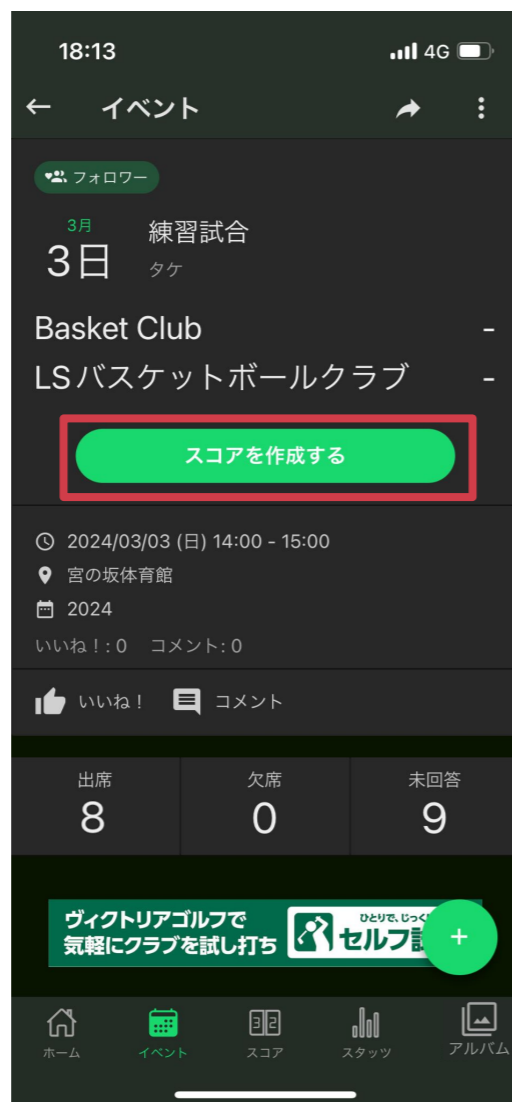 18:13
4G
イベント
フォロワー
3月
3日
練習試合
タケ
Basket Club -
LSバスケットボールクラブ -
スコアを作成する
2024/03/03 (日) 14:00 - 15:00
宮の坂体育館
2024
いいね!: 0 コメント: 0
いいね! コメント
出席 欠席 未回答
8 0 9
ヴィクトリアゴルフで
気軽にクラブを試し打ち
ひとりで、じっく
セルフ
+
ホーム イベント スコア スタッツ アルバム